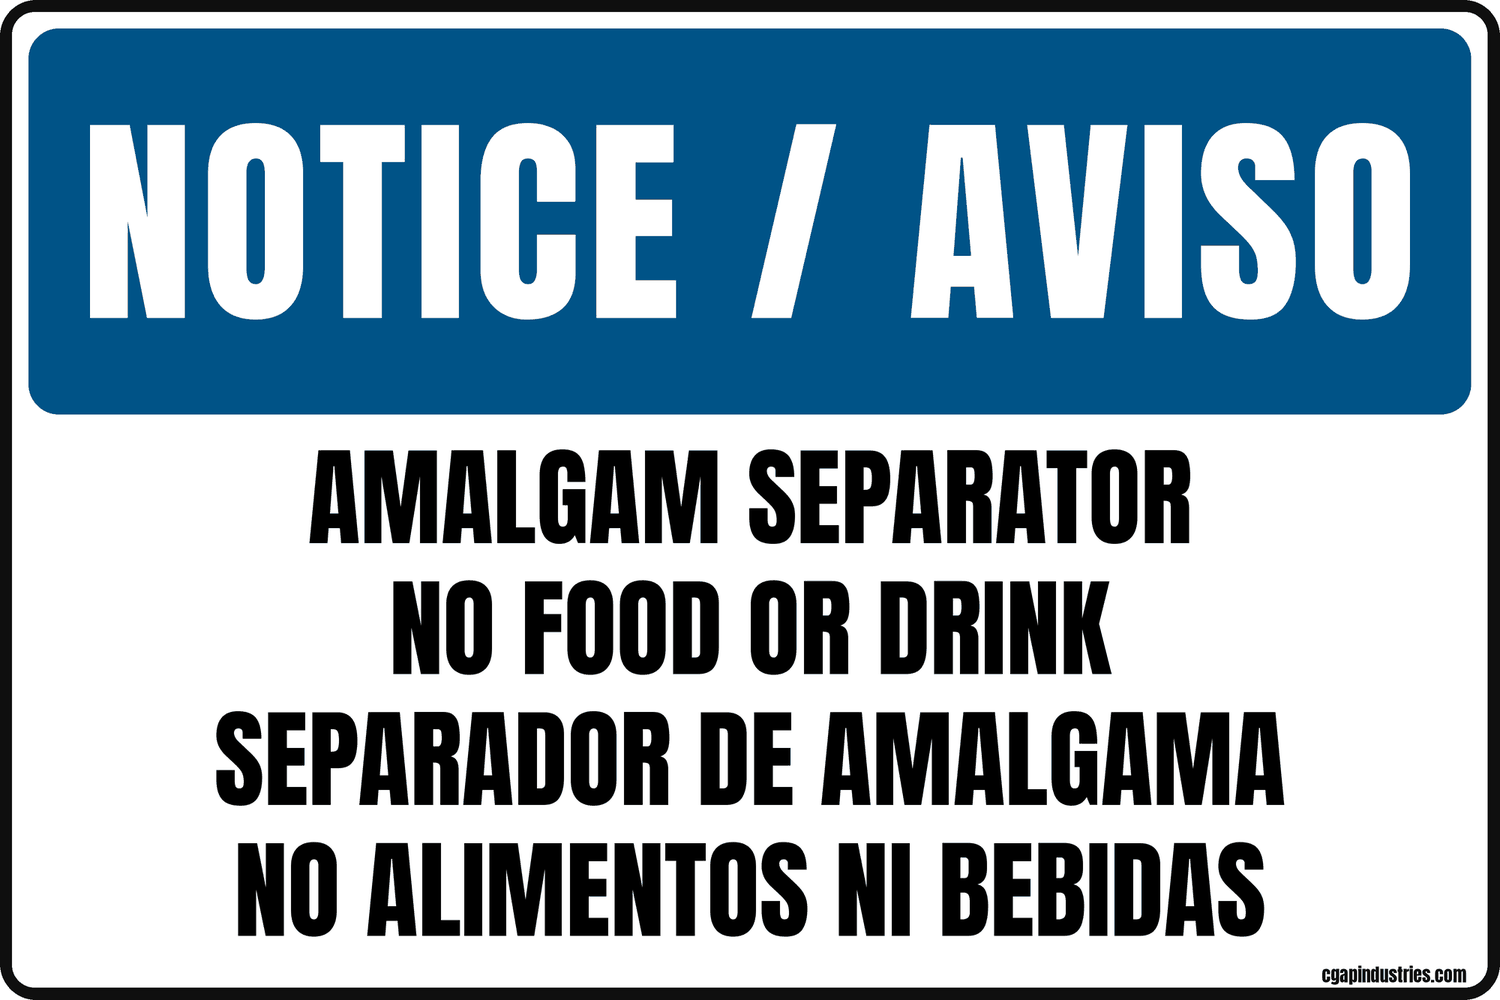 NOTICE / AVISO
AMALGAM SEPARATOR
NO FOOD OR DRINK
SEPARADOR DE AMALGAMA
NO ALIMENTOS NI BEBIDAS
cgapindustries.com